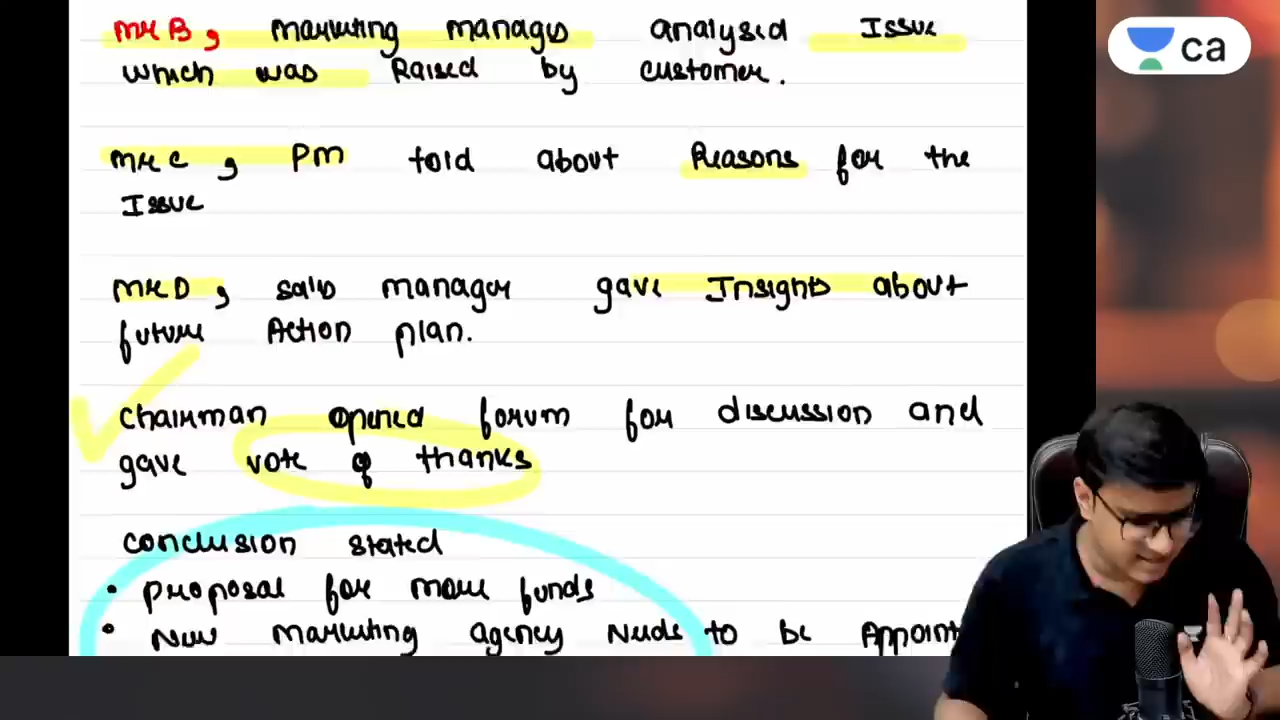 Mr B, marketing manager analysed Issue
which was Raised by customer.
Mr C, PM told about Reasons for the
Issue
Mr D, sales manager gave Insights about
future Action plan.
Chairman opened forum for discussion and
gave vote of thanks
Conclusion stated
• Proposal for more funds
• New marketing agency Needs to be Appoint
ca